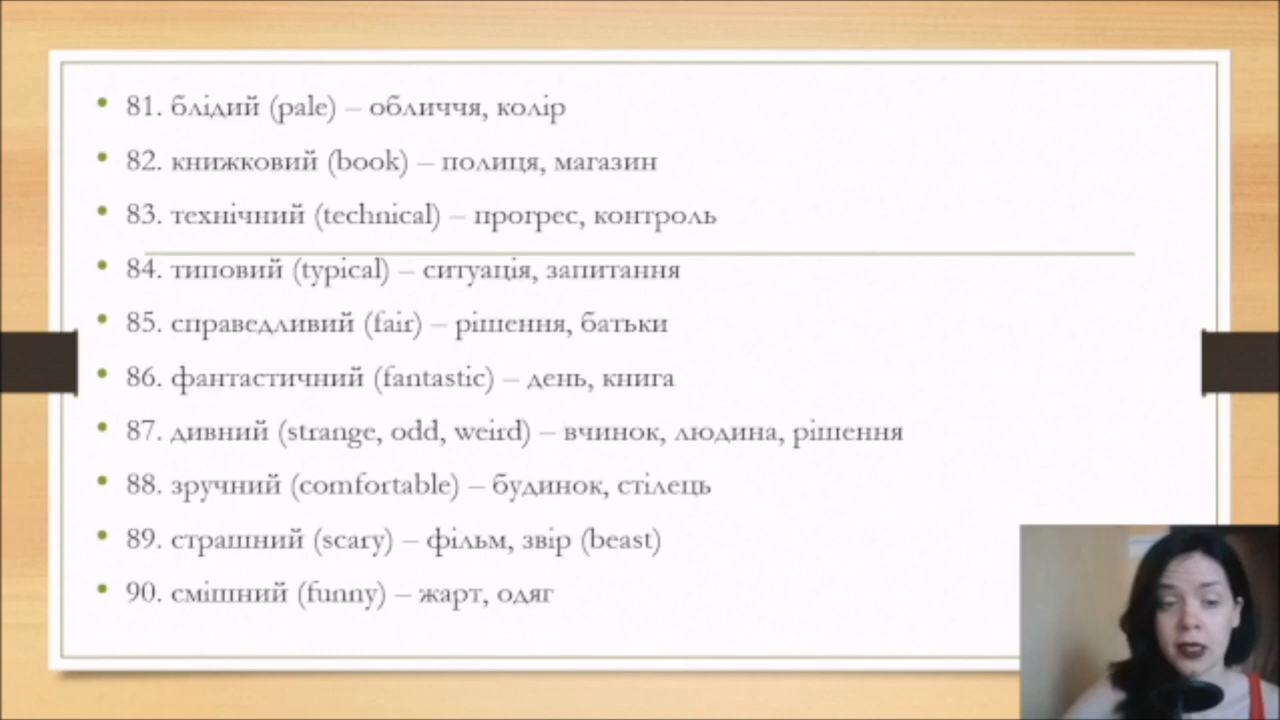 81. блідий (pale) – обличчя, колір
82. книжковий (book) – полиця, магазин
83. технічний (technical) – прогрес, контроль
84. типовий (typical) – ситуація, запитання
85. справедливий (fair) – рішення, батьки
86. фантастичний (fantastic) – день, книга
87. дивний (strange, odd, weird) – вчинок, людина, рішення
88. зручний (comfortable) – будинок, стілець
89. страшний (scary) – фільм, звір (beast)
90. смішний (funny) – жарт, одяг